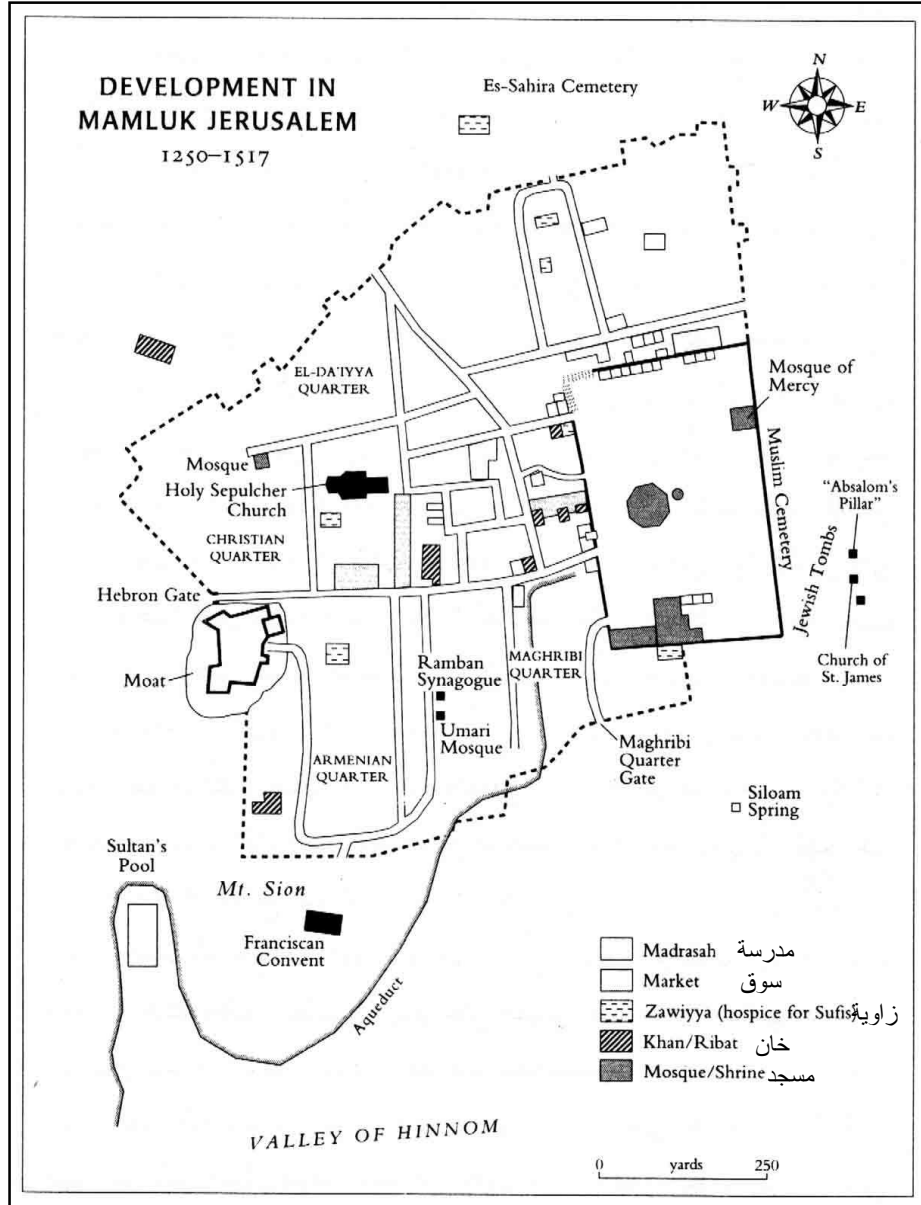 DEVELOPMENT IN
MAMLUK JERUSALEM
1250–1517
Es-Sahira Cemetery
N
W
E
S
EL-DA'IYYA
QUARTER
Mosque of
Mercy
Muslim Cemetery
Mosque
Holy Sepulcher
Church
"Absalom's
Pillar"
CHRISTIAN
QUARTER
Jewish Tombs
Hebron Gate
Church of
St. James
Moat
Ramban
Synagogue
MAGHRIBI
QUARTER
Umari
Mosque
Maghribi
Quarter
Gate
ARMENIAN
QUARTER
Siloam
Spring
Sultan's
Pool
Mt. Sion
Franciscan
Convent
Aqueduct
Madrasah مدرسة
Market سوق
Zawiyya (hospice for Sufis) زاوية
Khan/Ribat خان
Mosque/Shrine مسجد
VALLEY OF HINNOM
0 yards 250